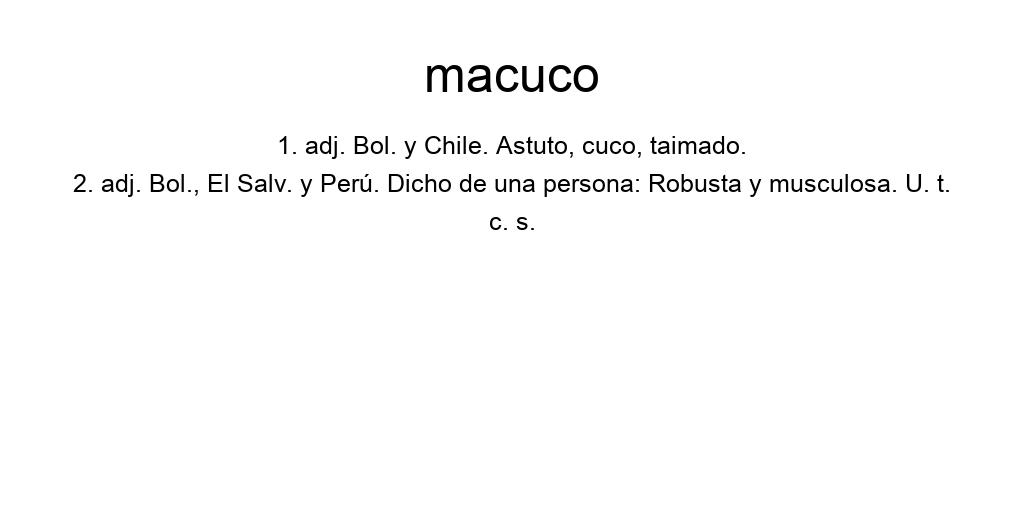 macuco
1. adj. Bol. y Chile. Astuto, cuco, taimado.
2. adj. Bol., El Salv. y Perú. Dicho de una persona: Robusta y musculosa. U. t.
c. s.